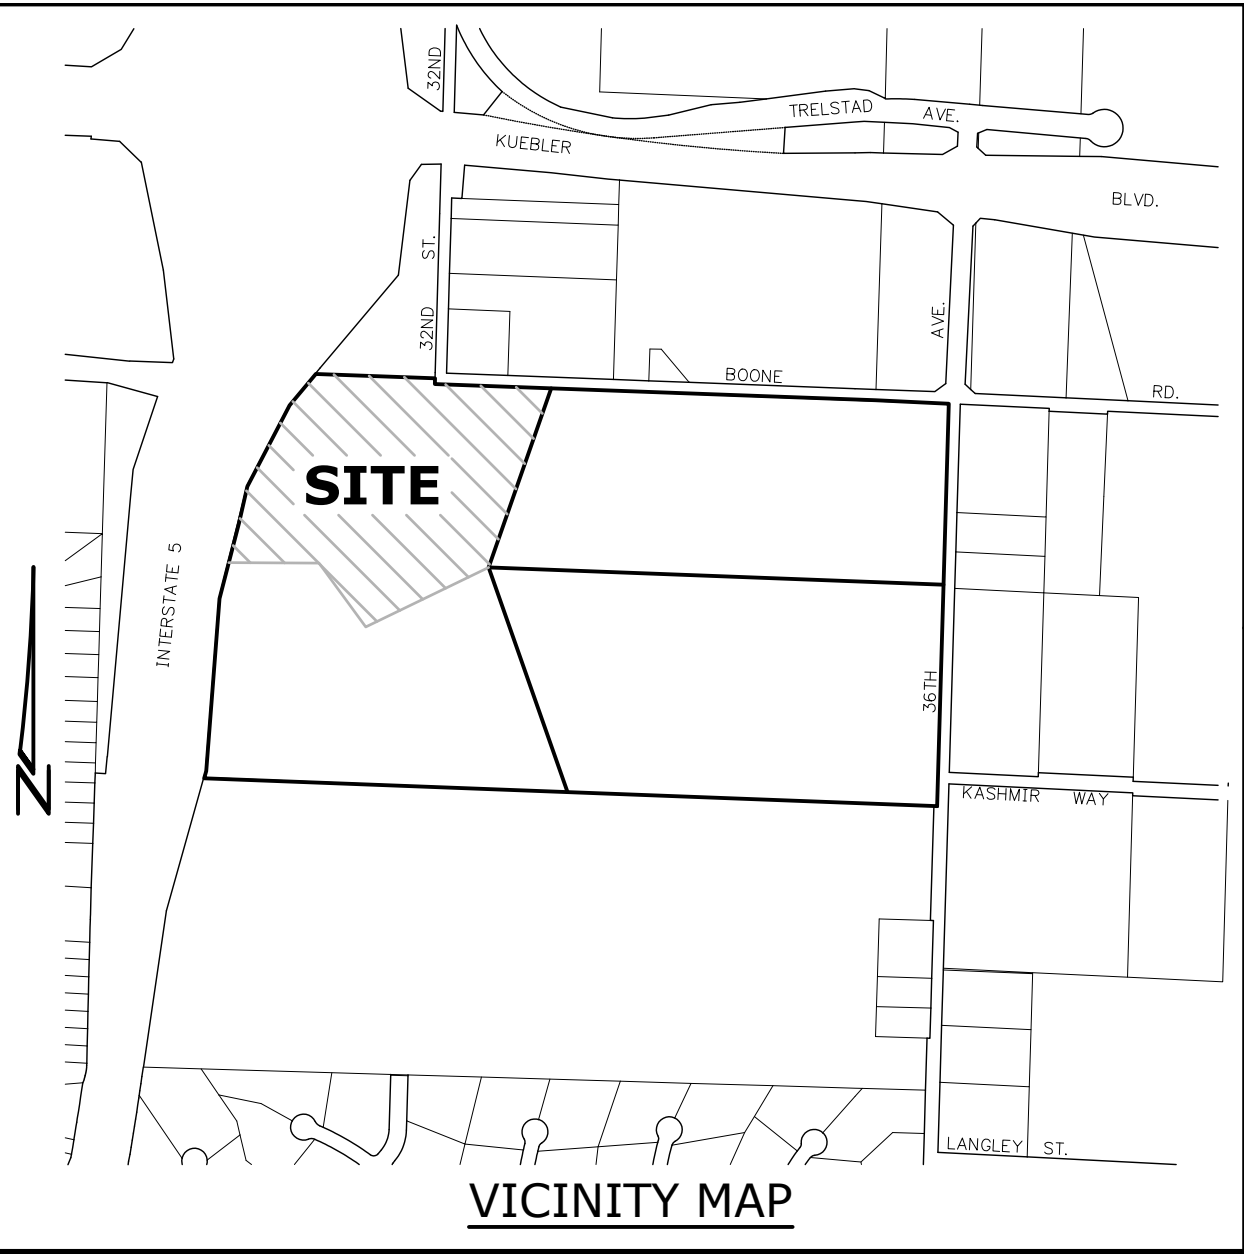 32ND
TRELSTAD AVE.
KUEBLER
BLVD.
ST.
32ND
AVE.
BOONE
RD.
SITE
INTERSTATE 5
36TH
N
KASHMIR WAY
LANGLEY ST.
VICINITY MAP